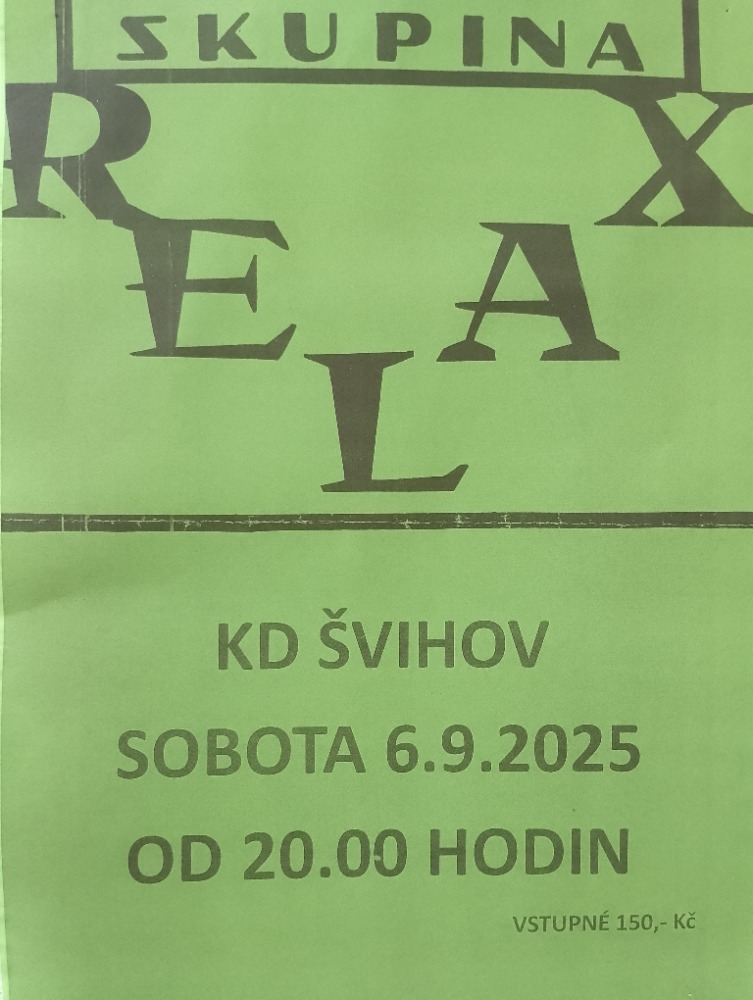 SKUPINA
RELAX
KD ŠVIHOV
SOBOTA 6.9.2025
OD 20.00 HODIN
VSTUPNÉ 150,- Kč